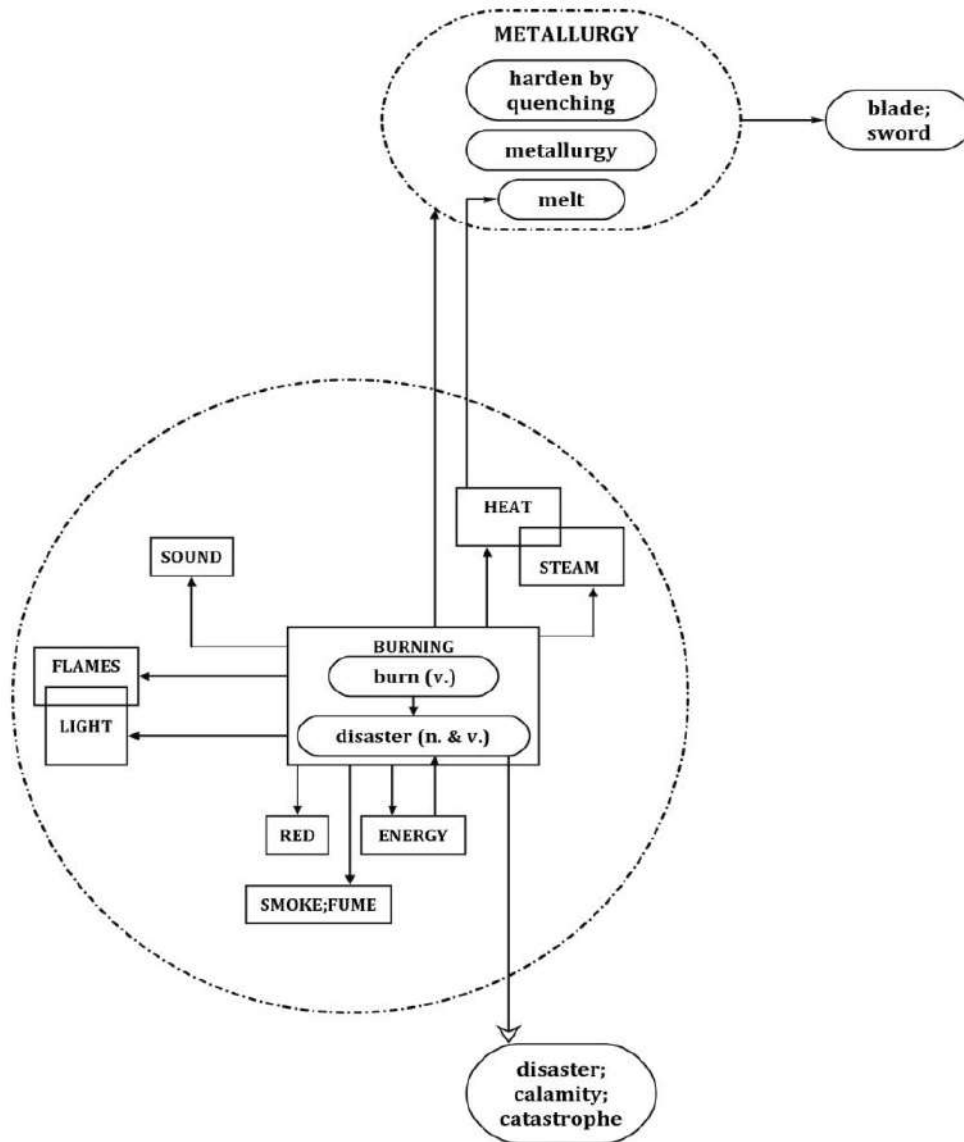 METALLURGY
harden by
quenching
metallurgy
melt
blade;
sword
HEAT
STEAM
SOUND
BURNING
burn (v.)
disaster (n. & v.)
FLAMES
LIGHT
RED
ENERGY
SMOKE;FUME
disaster;
calamity;
catastrophe